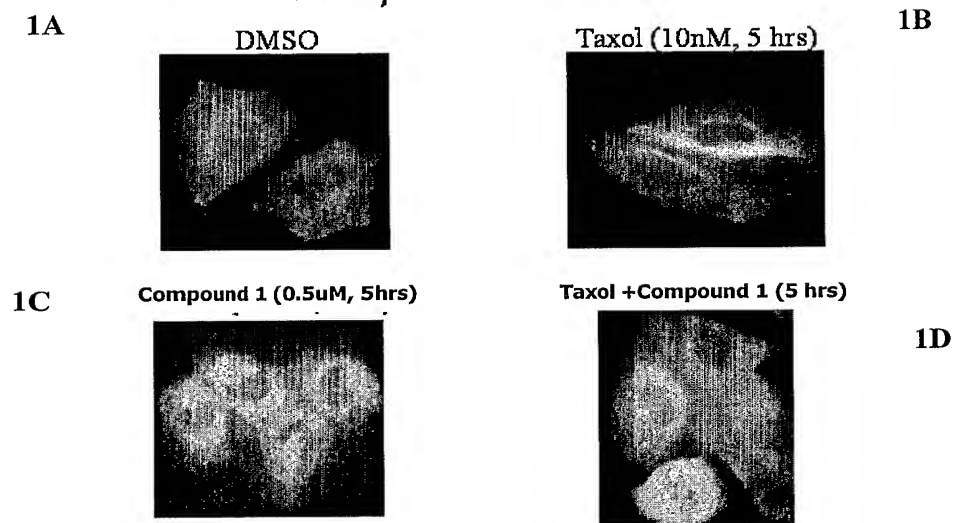 1A
DMSO
Taxol (10nM, 5 hrs)
1B
1C
Compound 1 (0.5uM, 5hrs)
Taxol +Compound 1 (5 hrs)
1D